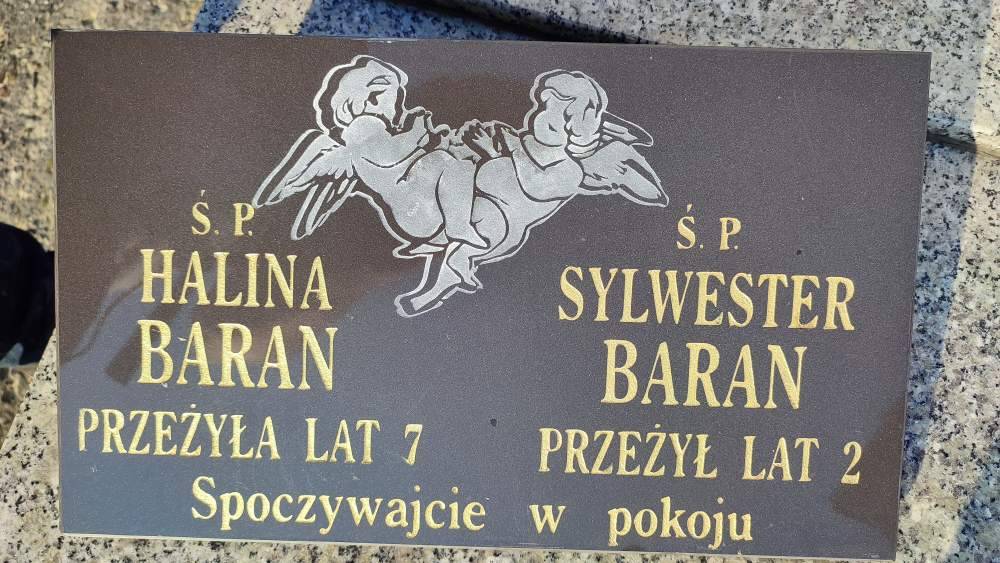 Ś. P.
HALINA
BARAN
PRZEŻYŁA LAT 7
Ś. P.
SYLWESTER
BARAN
PRZEŻYŁ LAT 2
Spoczywajcie w pokoju